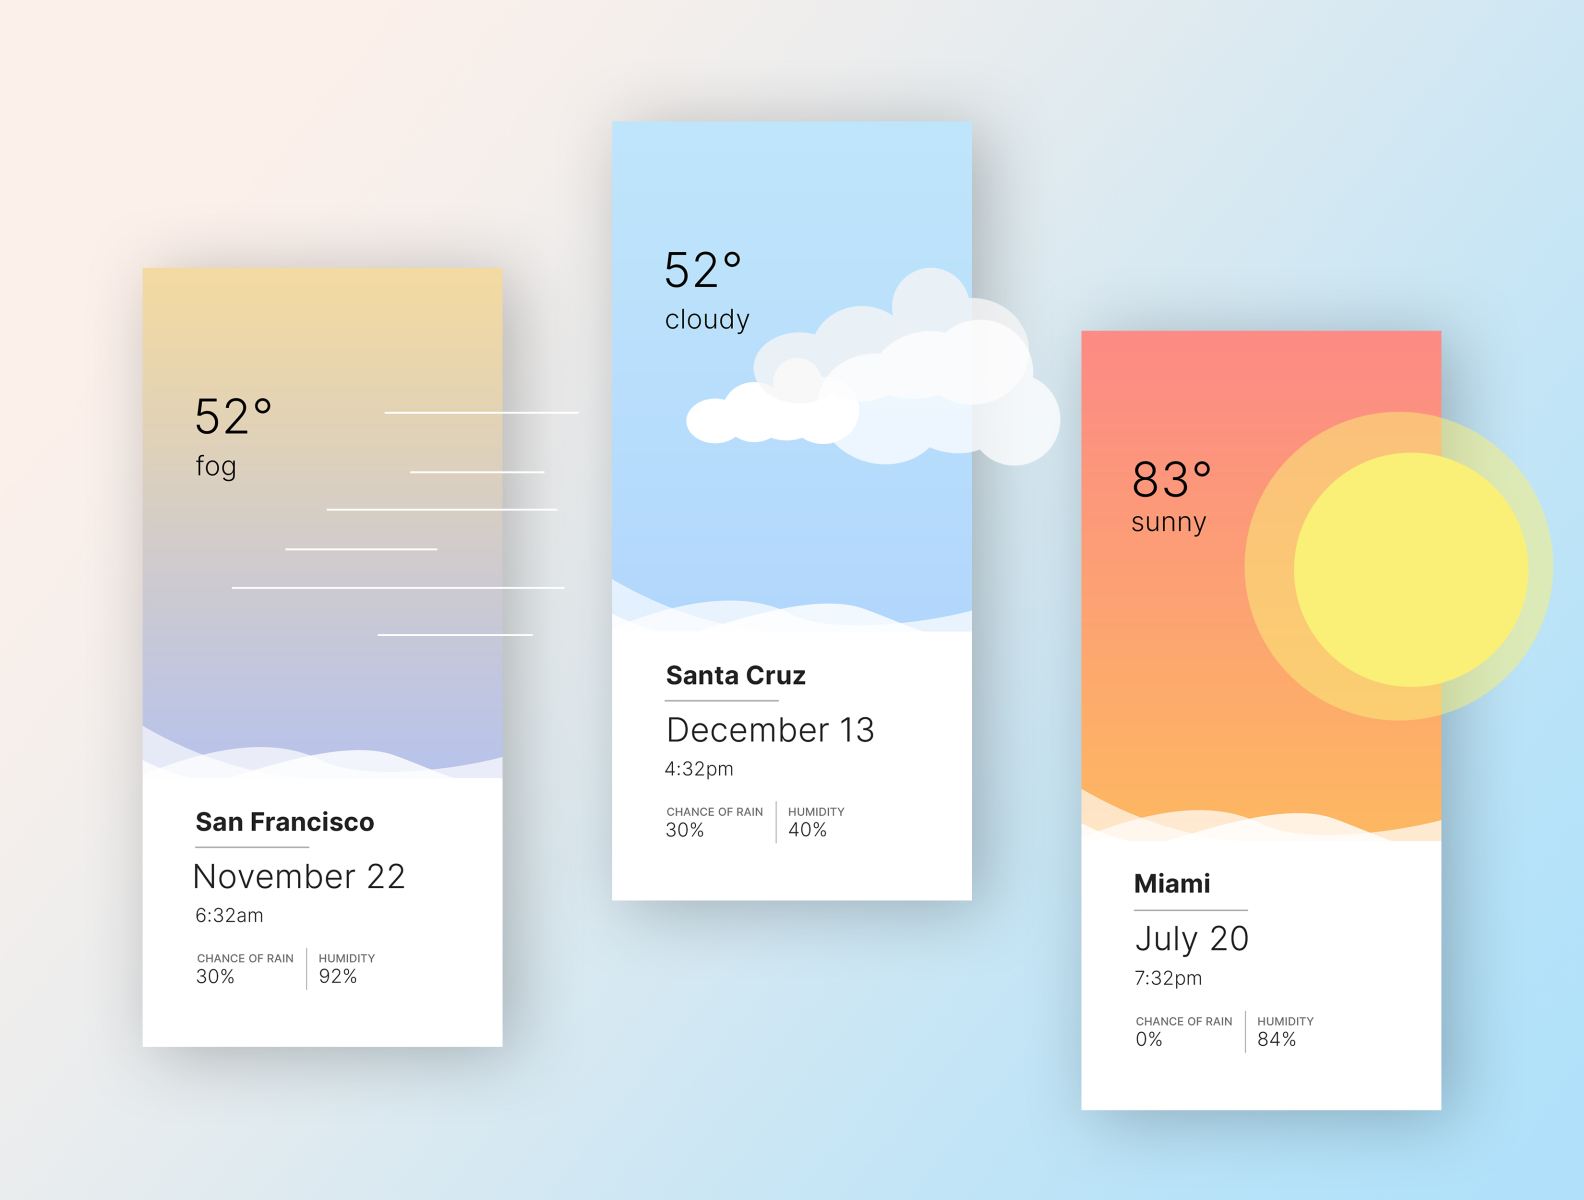 52°
fog
San Francisco
November 22
6:32am
CHANCE OF RAIN
30%
HUMIDITY
92%
52°
cloudy
Santa Cruz
December 13
4:32pm
CHANCE OF RAIN
30%
HUMIDITY
40%
83°
sunny
Miami
July 20
7:32pm
CHANCE OF RAIN
0%
HUMIDITY
84%